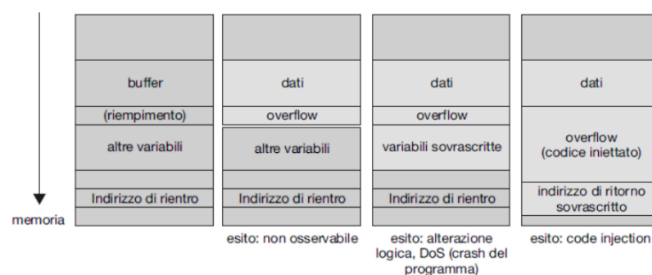 buffer
(riempimento)
altre variabili
Indirizzo di rientro
memoria
dati
overflow
altre variabili
Indirizzo di rientro
esito: non osservabile
dati
overflow
variabili sovrascritte
Indirizzo di rientro
esito: alterazione
logica, DoS (crash del
programma)
dati
overflow
(codice iniettato)
indirizzo di ritorno
sovrascritto
esito: code injection